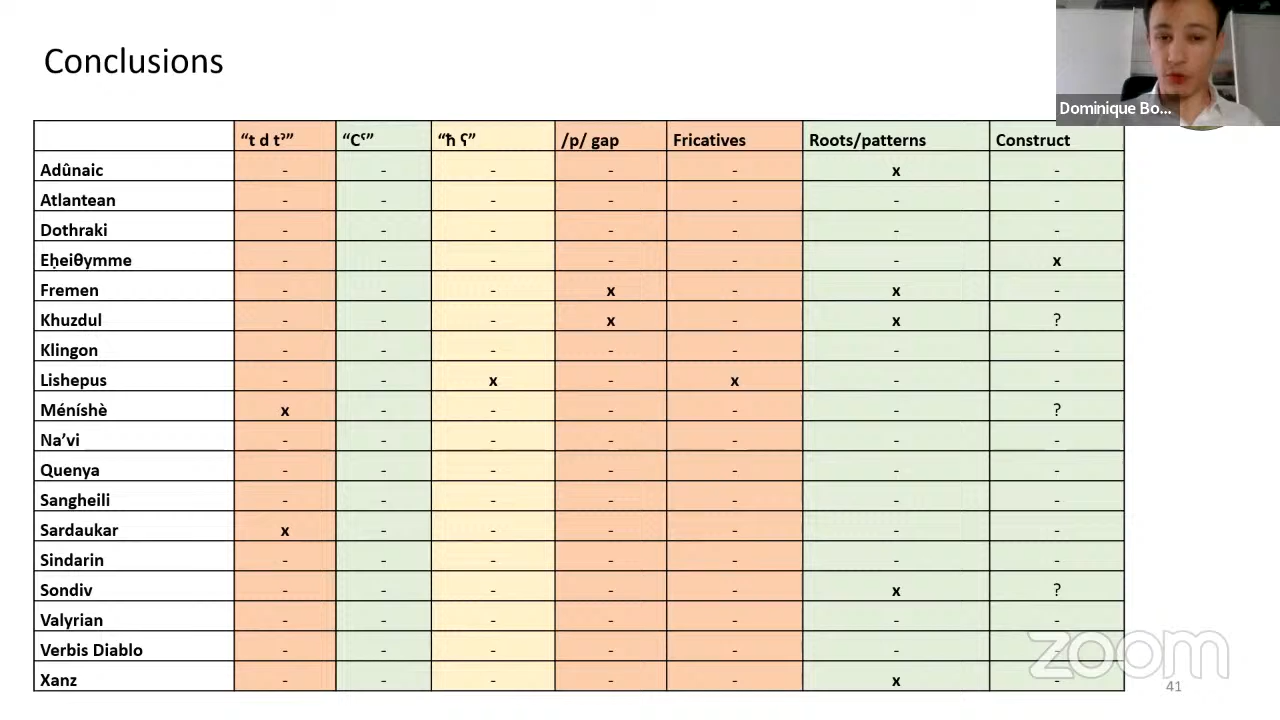 Conclusions
Dominique Bo...
"t d tˀ" "Cˤ" "ħ ʕ" /p/ gap Fricatives Roots/patterns Construct
Adûnaic - - - - - x -
Atlantean - - - - - - -
Dothraki - - - - - - -
Eḥeiθymme - - - - - - x
Fremen - - - x - x -
Khuzdul - - - x - x ?
Klingon - - - - - - -
Lishepus - - x - x - -
Méníshè x - - - - - ?
Na’vi - - - - - - -
Quenya - - - - - - -
Sangheili - - - - - - -
Sardaukar x - - - - - -
Sindarin - - - - - - -
Sondiv - - - - - x ?
Valyrian - - - - - - -
Verbis Diablo - - - - - - -
Xanz - - - - - x -
zoom
41